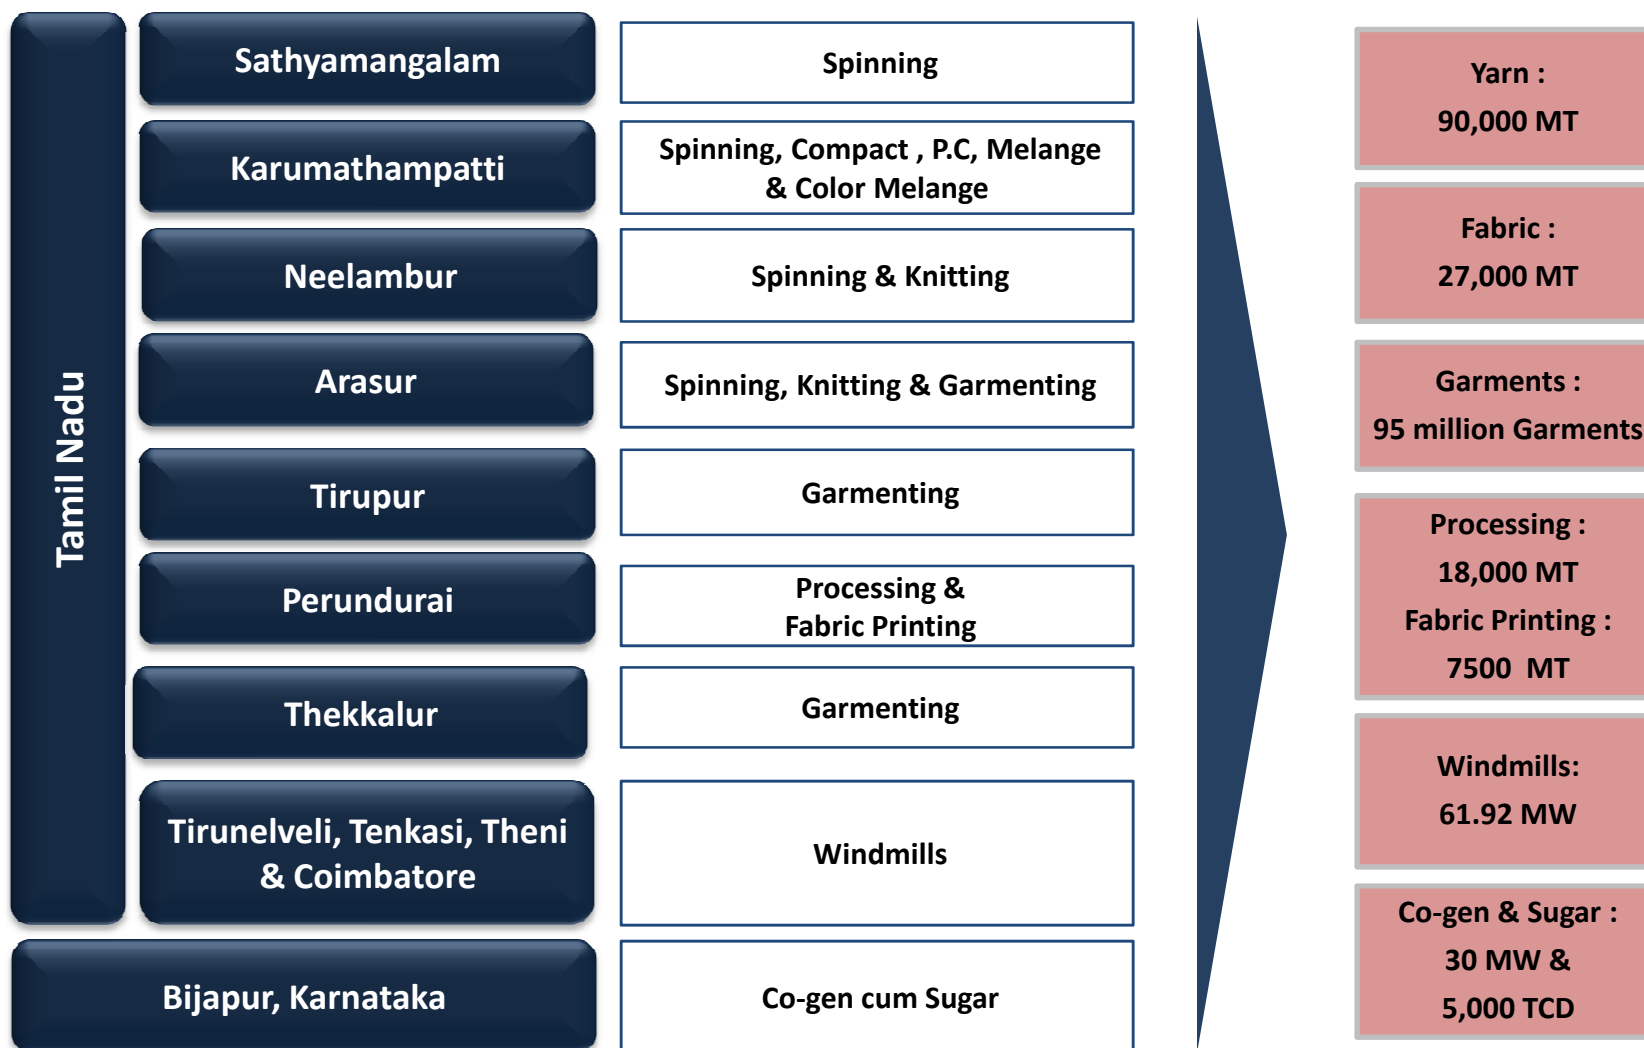 Tamil Nadu
Sathyamangalam
Spinning
Karumathampatti
Spinning, Compact , P.C, Melange
& Color Melange
Neelambur
Spinning & Knitting
Arasur
Spinning, Knitting & Garmenting
Tirupur
Garmenting
Perundurai
Processing &
Fabric Printing
Thekkalur
Garmenting
Tirunelveli, Tenkasi, Theni
& Coimbatore
Windmills
Bijapur, Karnataka
Co-gen cum Sugar
Yarn :
90,000 MT
Fabric :
27,000 MT
Garments :
95 million Garments
Processing :
18,000 MT
Fabric Printing :
7500 MT
Windmills:
61.92 MW
Co-gen & Sugar :
30 MW &
5,000 TCD